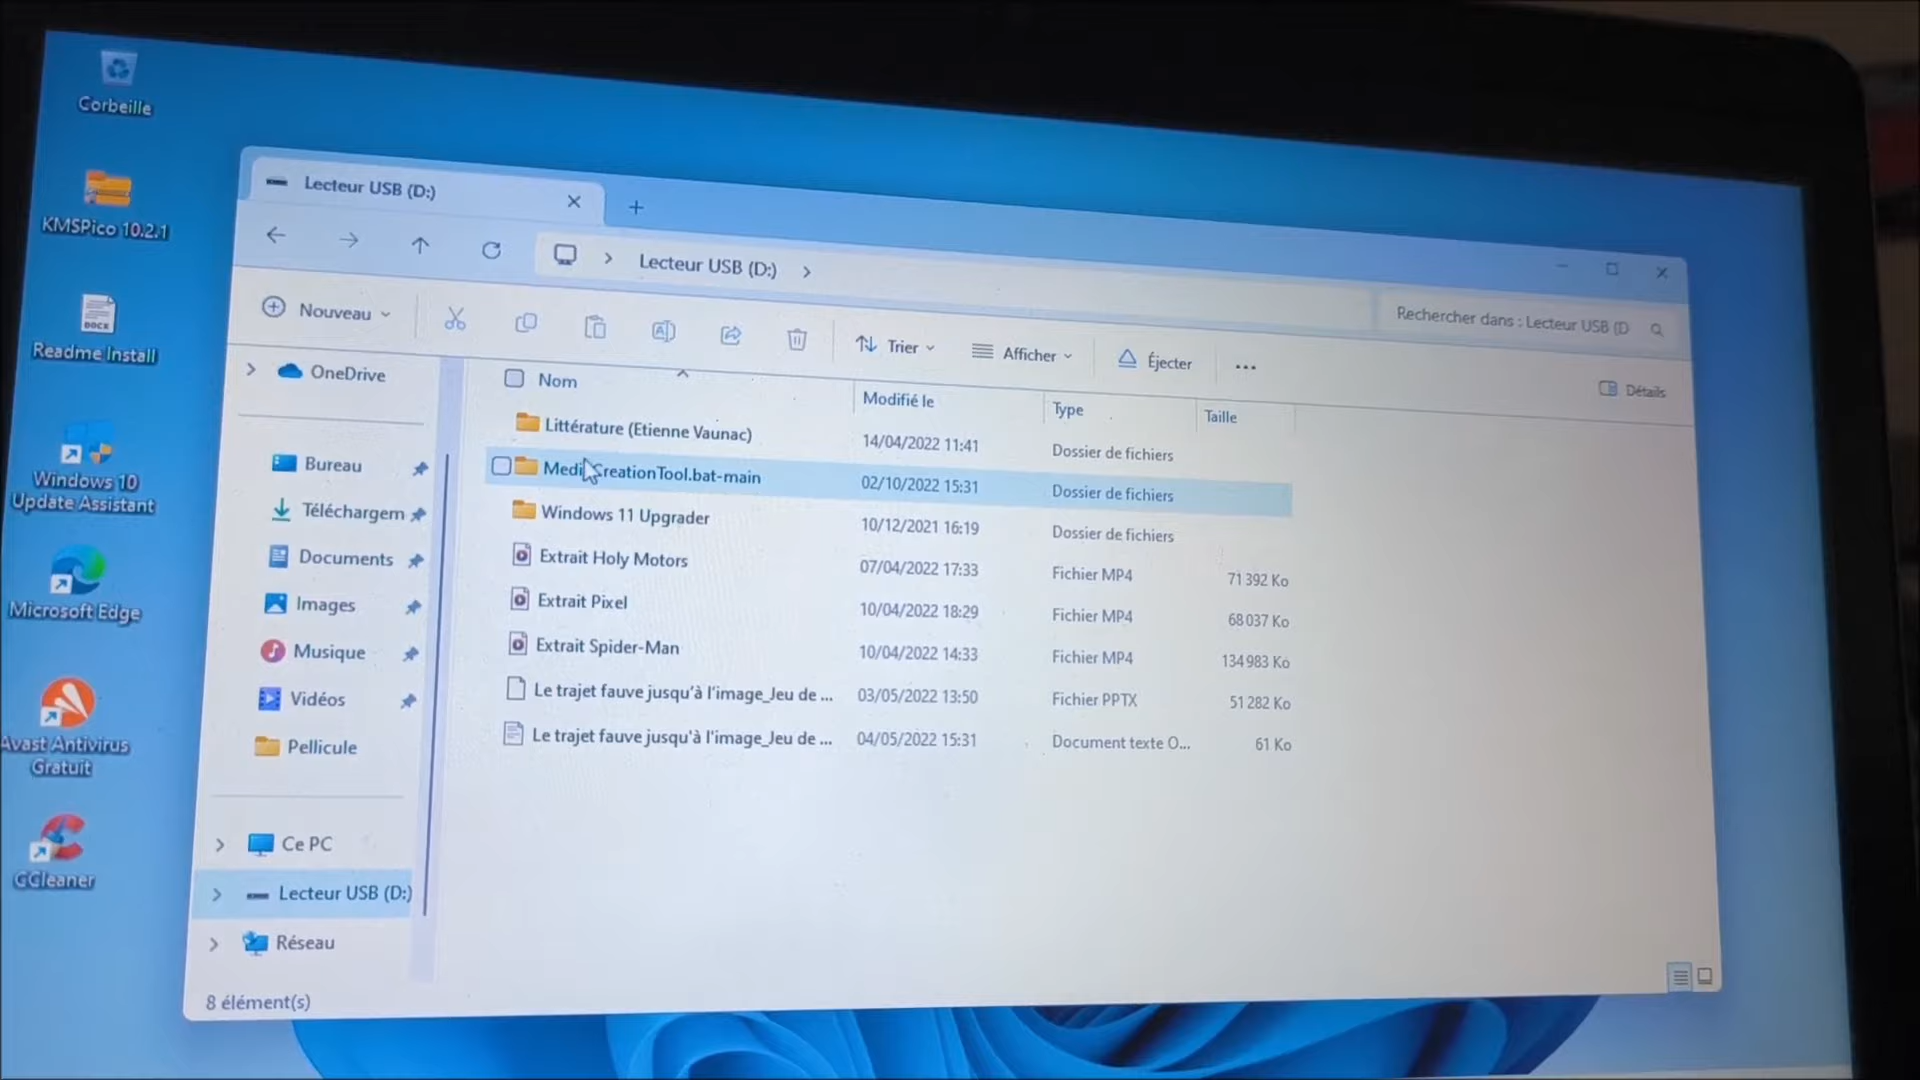 Corbeille
KMSPico 10.2.1
DOCX
Readme Install
Windows 10
Update Assistant
Microsoft Edge
Avast Antivirus
Gratuit
CCleaner
Lecteur USB (D:)
Lecteur USB (D:)
Rechercher dans : Lecteur USB (D
Nouveau
Trier
Afficher
Éjecter
Détails
OneDrive
Bureau
Téléchargem
Documents
Images
Musique
Vidéos
Pellicule
Ce PC
Lecteur USB (D:)
Réseau
Nom Modifié le Type Taille
Littérature (Etienne Vaunac) 14/04/2022 11:41 Dossier de fichiers
Medi CreationTool.bat-main 02/10/2022 15:31 Dossier de fichiers
Windows 11 Upgrader 10/12/2021 16:19 Dossier de fichiers
Extrait Holy Motors 07/04/2022 17:33 Fichier MP4 71 392 Ko
Extrait Pixel 10/04/2022 18:29 Fichier MP4 68 037 Ko
Extrait Spider-Man 10/04/2022 14:33 Fichier MP4 134 983 Ko
Le trajet fauve jusqu'à l'image_Jeu de ... 03/05/2022 13:50 Fichier PPTX 51 282 Ko
Le trajet fauve jusqu'à l'image_Jeu de ... 04/05/2022 15:31 Document texte O... 61 Ko
8 élément(s)